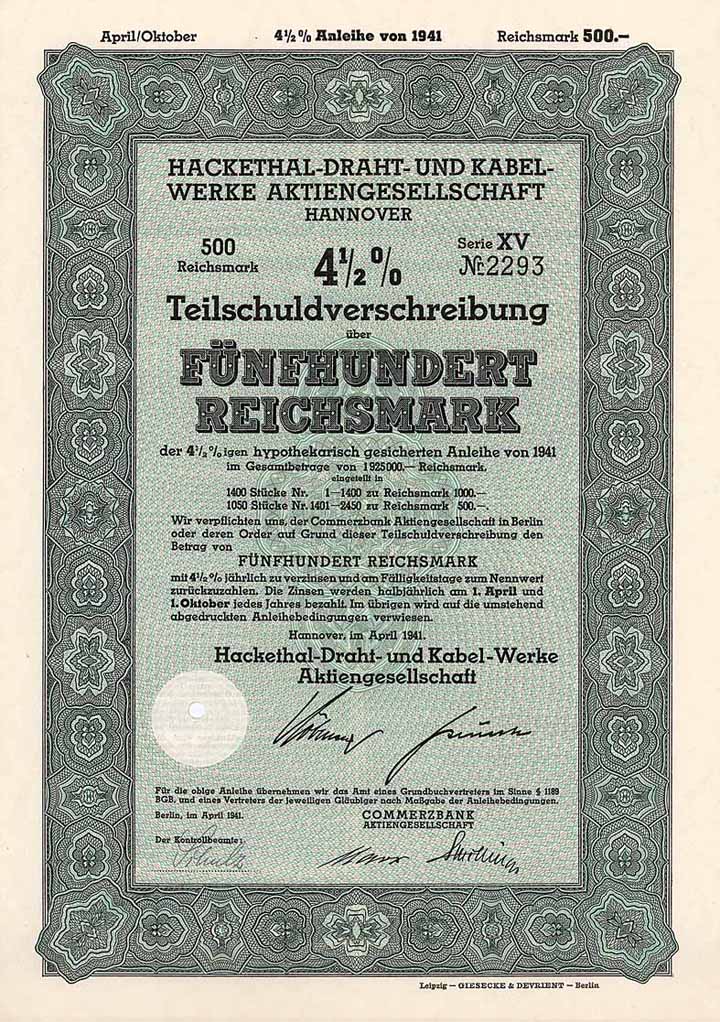 April/Oktober 4½% Anleihe von 1941 Reichsmark 500.—
HACKETHAL-DRAHT- UND KABEL-
WERKE AKTIENGESELLSCHAFT
HANNOVER
500 Reichsmark
4½%
Serie XV
№ 2293
Teilschuldverschreibung
über
FÜNFHUNDERT
REICHSMARK
der 4½%igen hypothekarisch gesicherten Anleihe von 1941
im Gesamtbetrage von 1 925 000.— Reichsmark,
eingeteilt in
1400 Stücke Nr. 1—1400 zu Reichsmark 1000.—
1050 Stücke Nr. 1401—2450 zu Reichsmark 500.—
Wir verpflichten uns, der Commerzbank Aktiengesellschaft in Berlin
oder deren Order auf Grund dieser Teilschuldverschreibung den
Betrag von
FÜNFHUNDERT REICHSMARK
mit 4½% jährlich zu verzinsen und am Fälligkeitstage zum Nennwert
zurückzuzahlen. Die Zinsen werden halbjährlich am 1. April und
1. Oktober jedes Jahres bezahlt. Im übrigen wird auf die umstehend
abgedruckten Anleihebedingungen verwiesen.
Hannover, im April 1941.
Hackethal-Draht- und Kabel-Werke
Aktiengesellschaft
Für die obige Anleihe übernehmen wir das Amt eines Grundbuchvertreters im Sinne § 1189
BGB. und eines Vertreters der jeweiligen Gläubiger nach Maßgabe der Anleihebedingungen.
Berlin, im April 1941.
COMMERZBANK
AKTIENGESELLSCHAFT
Der Kontrollbeamte:
Leipzig — GIESECKE & DEVRIENT — Berlin